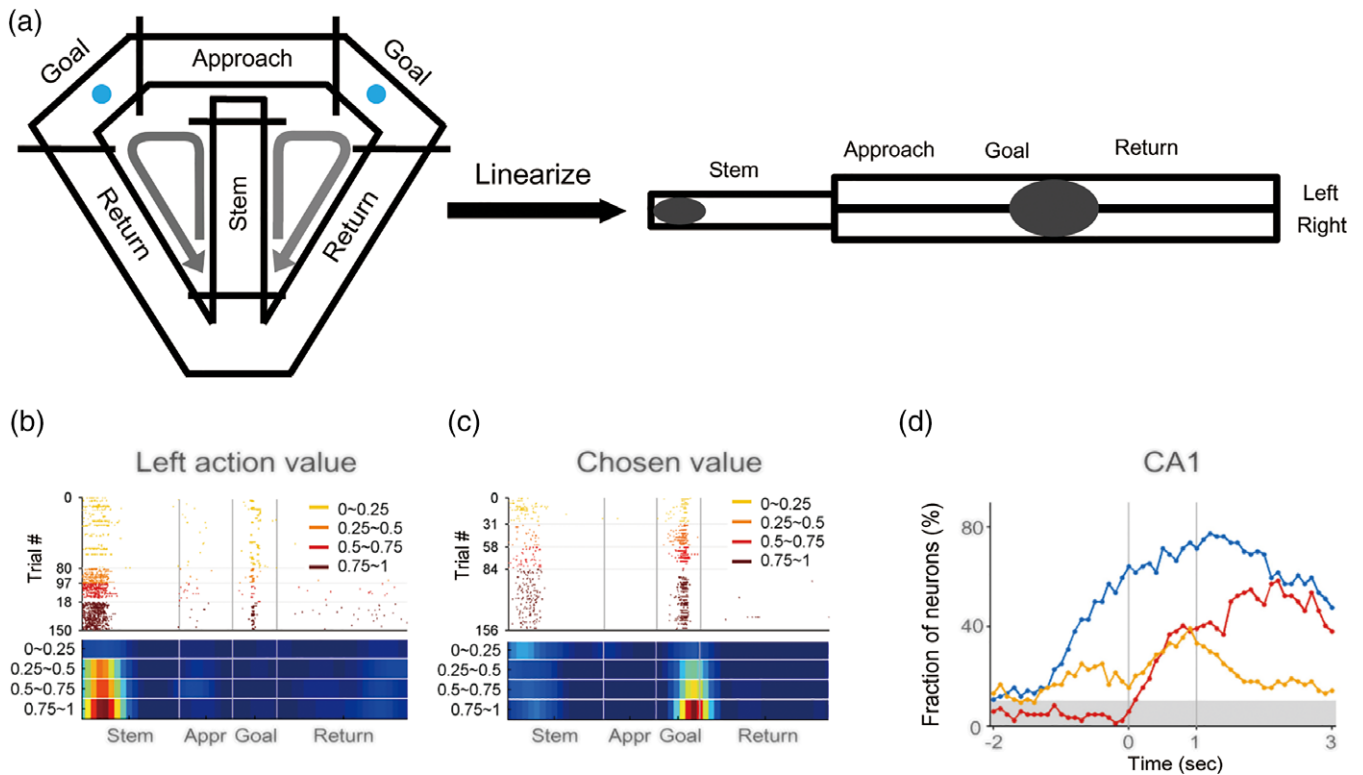 (a)
Goal
Approach
Goal
Return
Stem
Return
Linearize
Stem
Approach
Goal
Return
Left
Right
(b)
Left action value
Trial #
0
80
97
18
150
0~0.25
0.25~0.5
0.5~0.75
0.75~1
0~0.25
0.25~0.5
0.5~0.75
0.75~1
Stem
Appr
Goal
Return
(c)
Chosen value
Trial #
0
31
58
84
156
0~0.25
0.25~0.5
0.5~0.75
0.75~1
0~0.25
0.25~0.5
0.5~0.75
0.75~1
Stem
Appr
Goal
Return
(d)
CA1
Fraction of neurons (%)
80
40
0
-2
0
1
3
Time (sec)